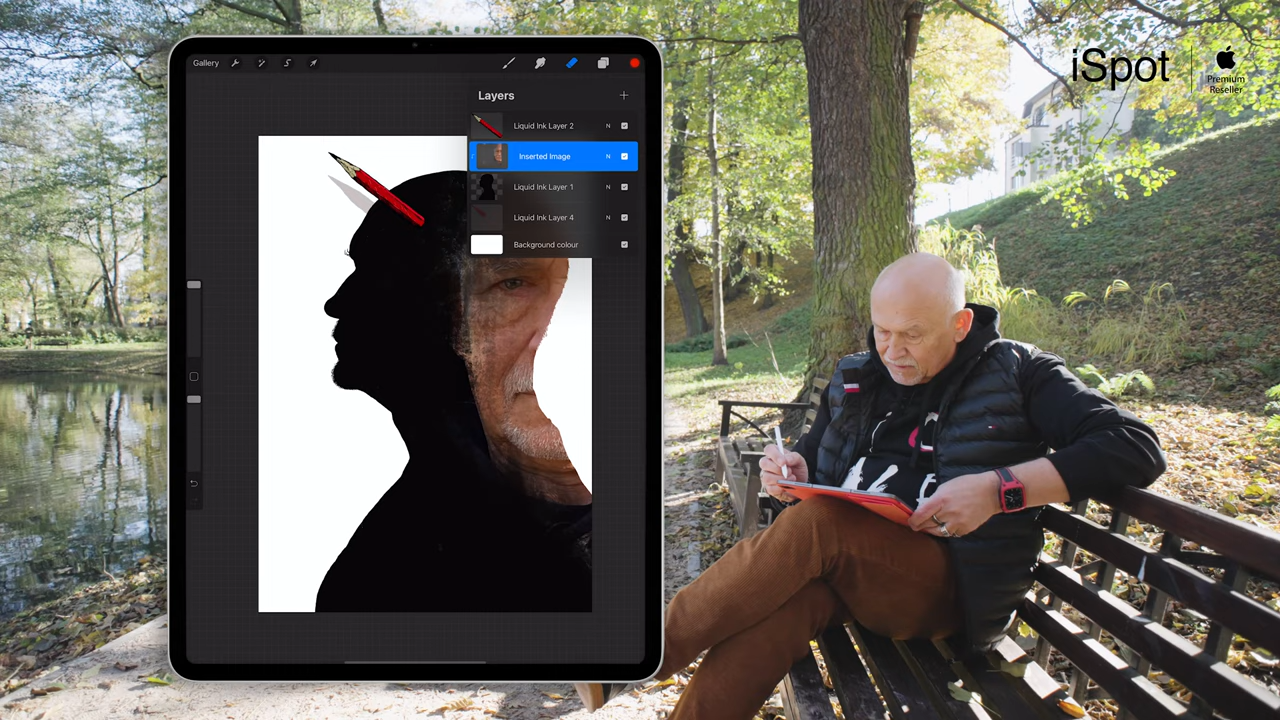 Gallery
Layers
Liquid Ink Layer 2 N
Inserted Image N
Liquid Ink Layer 1 N
Liquid Ink Layer 4 N
Background colour
iSpot
Premium
Reseller